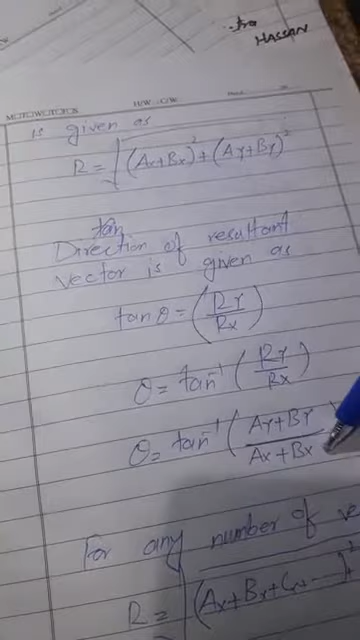 HASSAN
H/W - C/W
is given as
R = √(Ax+Bx)² + (Ay+By)²
tan
Direction of resultant
vector is given as
tan θ = (Ry/Rx)
θ = tan⁻¹ (Ry/Rx)
θ = tan⁻¹ (Ay+By/Ax+Bx)
For any number of ve
R = √(Ax+Bx+Cx+---)²